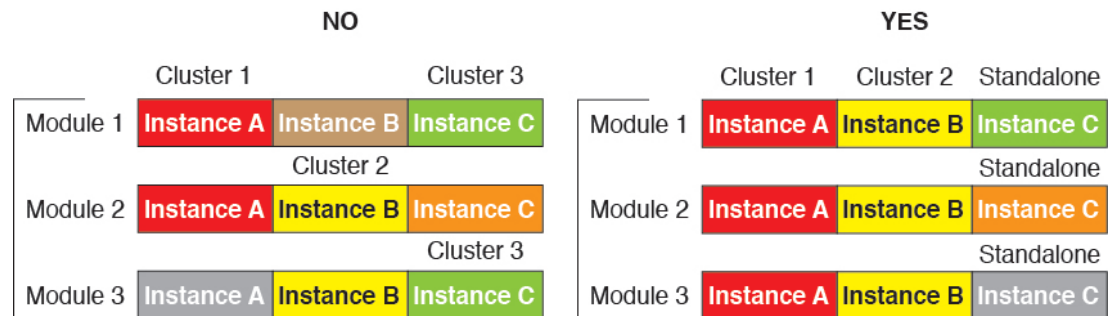 NO
Cluster 1 Cluster 3
Module 1 Instance A Instance B Instance C
Cluster 2
Module 2 Instance A Instance B Instance C
Cluster 3
Module 3 Instance A Instance B Instance C
YES
Cluster 1 Cluster 2 Standalone
Module 1 Instance A Instance B Instance C
Standalone
Module 2 Instance A Instance B Instance C
Standalone
Module 3 Instance A Instance B Instance C